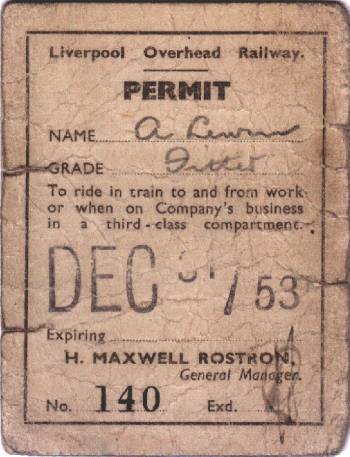 Liverpool Overhead Railway.
PERMIT
NAME A Lewin
GRADE Fitter
To ride in train to and from work
or when on Company's business
in a third-class compartment.
DEC 31 / 53
Expiring
H. MAXWELL ROSTRON,
General Manager.
No. 140 Exd.